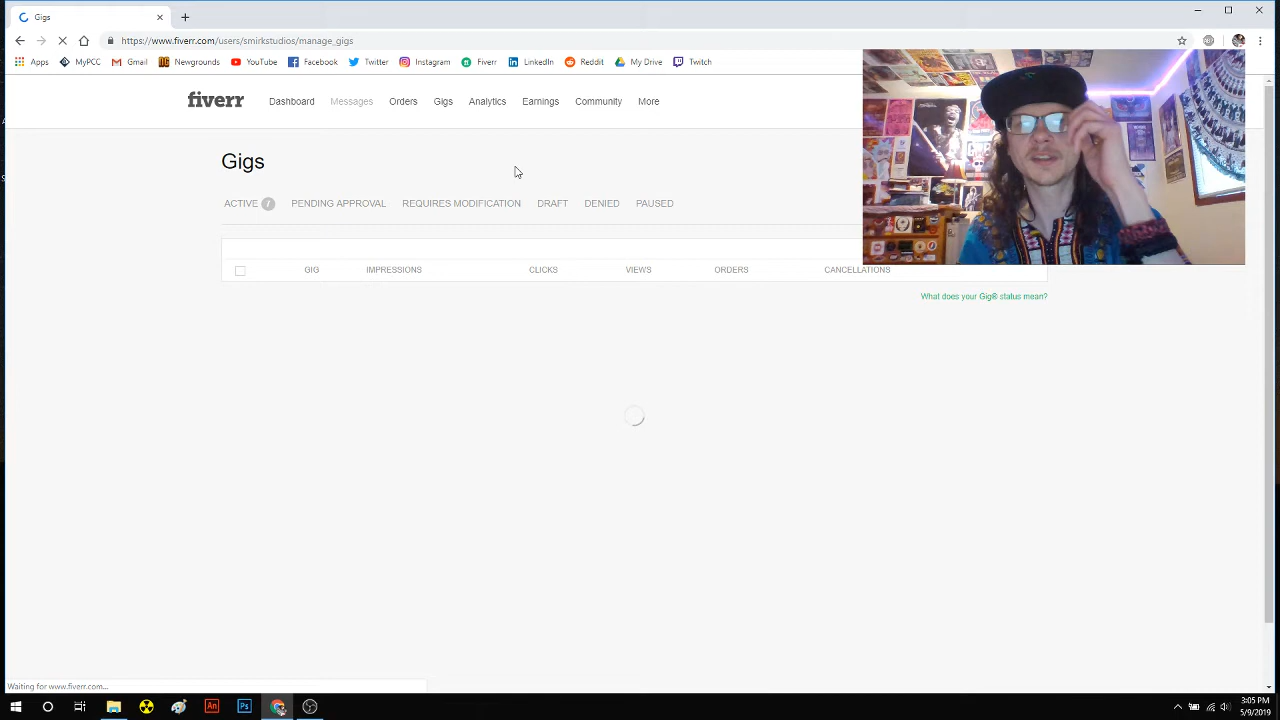 Gigs
https://www.fiverr.com/users/smirkstudios/manage_gigs
Apps MyPCC Gmail Newgrounds YouTube Facebook Twitter Instagram Fiverr LinkedIn Reddit My Drive Twitch
fiverr Dashboard Messages Orders Gigs Analytics Earnings Community More
Gigs
ACTIVE 7 PENDING APPROVAL REQUIRES MODIFICATION DRAFT DENIED PAUSED
GIG IMPRESSIONS CLICKS VIEWS ORDERS CANCELLATIONS
What does your Gig® status mean?
Waiting for www.fiverr.com...
An Ps
3:05 PM
5/9/2019